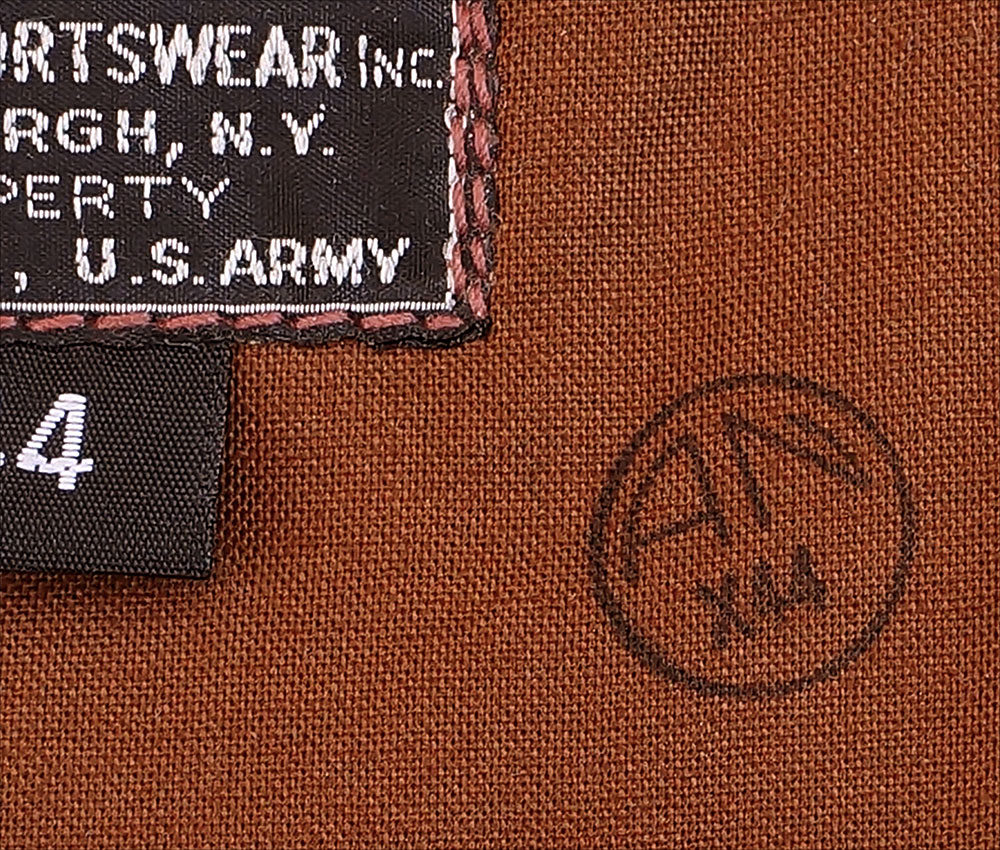 ORTSWEAR INC.
RGH, N.Y.
PERTY
, U.S. ARMY
4
AN
X44